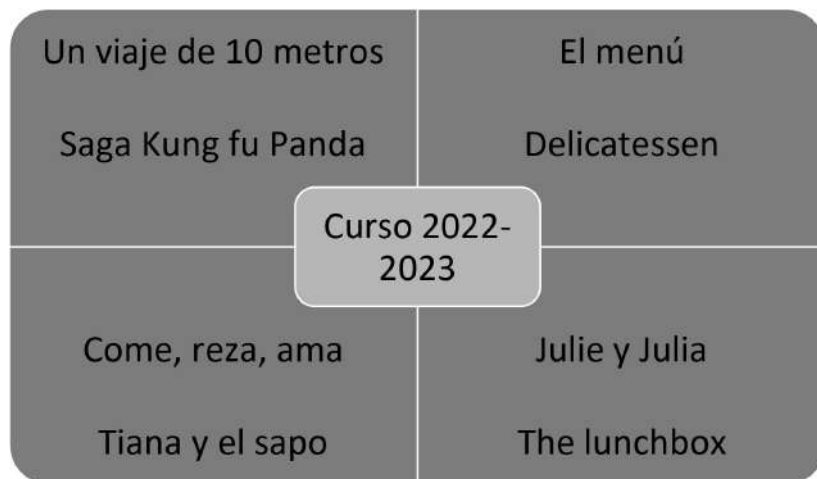 Un viaje de 10 metros
Saga Kung fu Panda
El menú
Delicatessen
Curso 2022-
2023
Come, reza, ama
Tiana y el sapo
Julie y Julia
The lunchbox